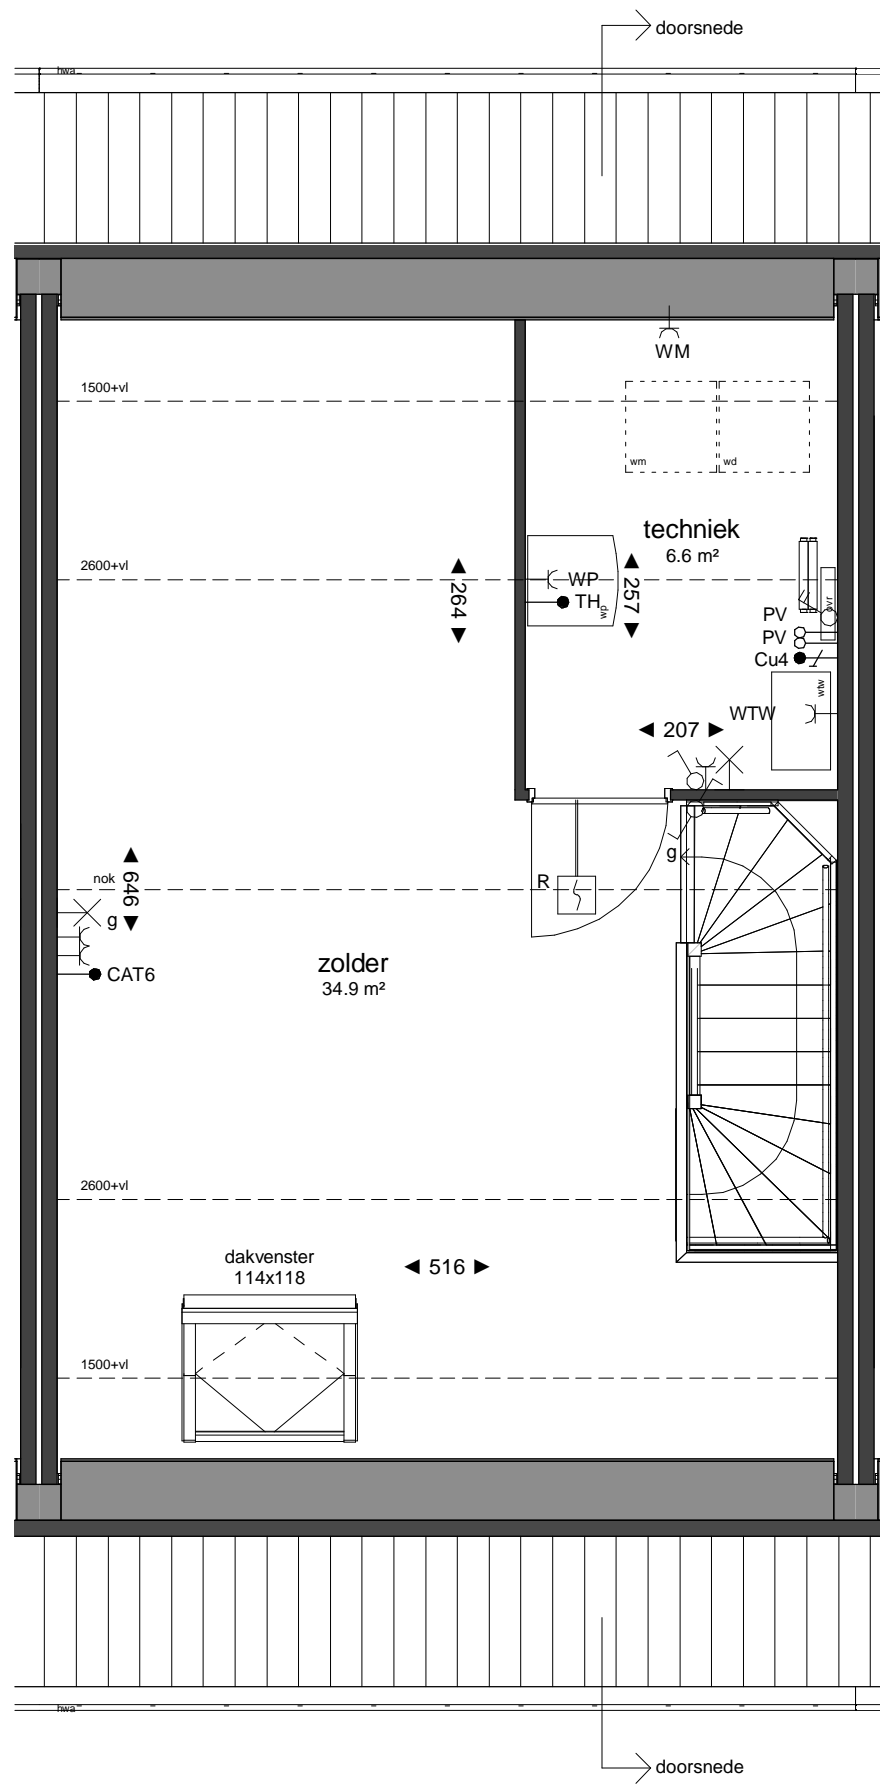 doorsnede
hwa
WM
1500+vl
wm
wd
techniek
6.6 m²
2600+vl
WP
TH
wp
264
257
ovr
PV
PV
Cu4
wtw
WTW
207
g
nok
646
g
R
CAT6
zolder
34.9 m²
2600+vl
dakvenster
114x118
516
1500+vl
hwa
doorsnede